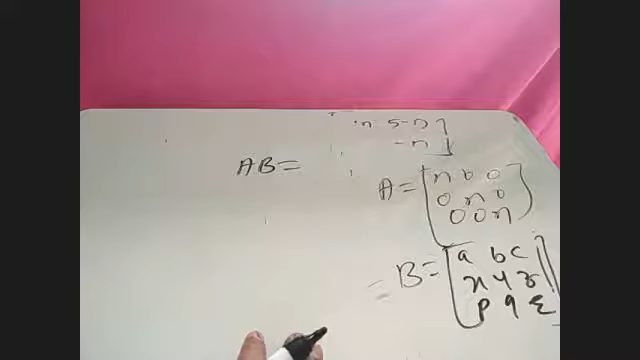 AB =
A = [n 0 0
0 n 0
0 0 n]
= B = [a b c
x y z
p q